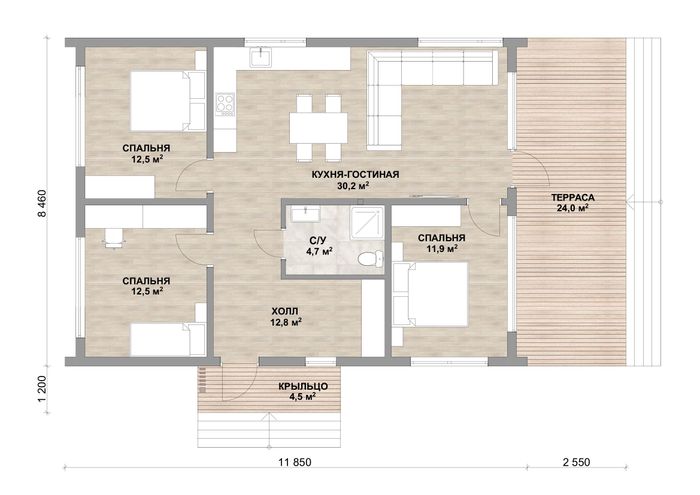 СПАЛЬНЯ
12,5 м²
КУХНЯ-ГОСТИНАЯ
30,2 м²
ТЕРРАСА
24,0 м²
С/У
4,7 м²
СПАЛЬНЯ
11,9 м²
СПАЛЬНЯ
12,5 м²
ХОЛЛ
12,8 м²
КРЫЛЬЦО
4,5 м²
8 460
1 200
11 850
2 550